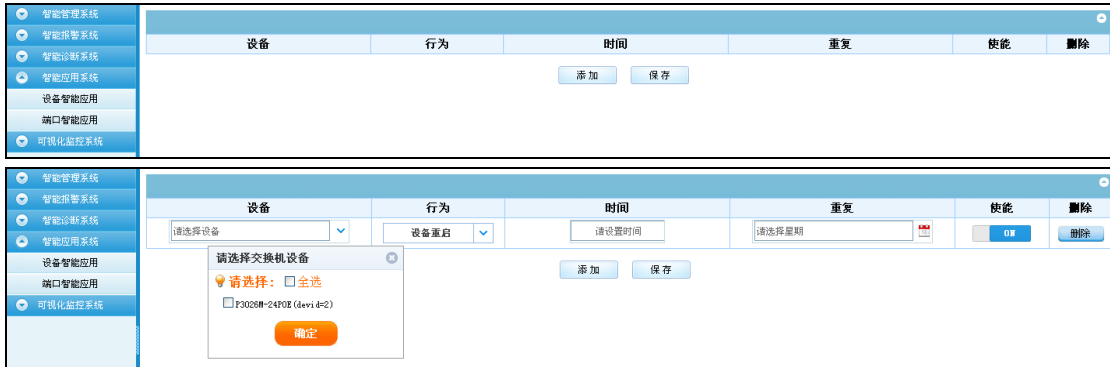 智能管理系统
智能报警系统
智能诊断系统
智能应用系统
设备智能应用
端口智能应用
可视化监控系统
设备 行为 时间 重复 使能 删除
添加 保存
智能管理系统
智能报警系统
智能诊断系统
智能应用系统
设备智能应用
端口智能应用
可视化监控系统
设备 行为 时间 重复 使能 删除
请选择设备 设备重启 请设置时间 请选择星期 ON 删除
请选择交换机设备
请选择： 全选
P3026M-24POE(devid=2)
确定
添加 保存